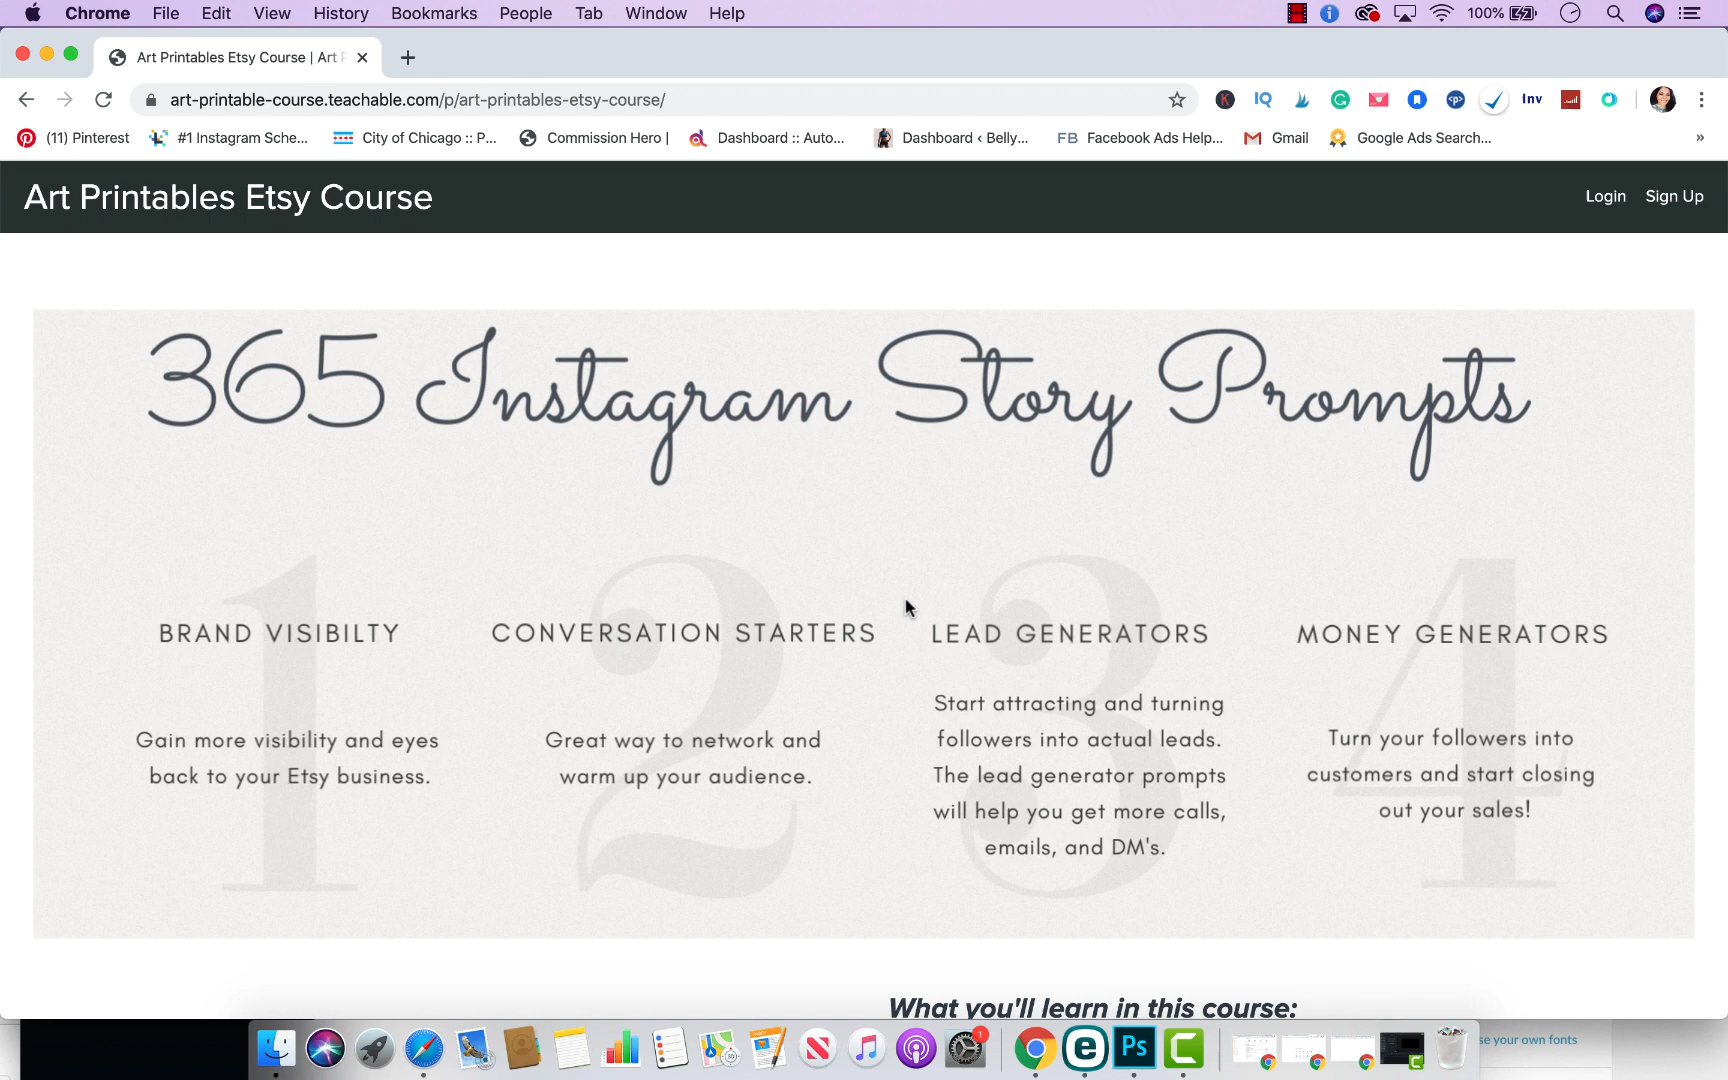 Chrome File Edit View History Bookmarks People Tab Window Help 100%
Art Printables Etsy Course | Art
art-printable-course.teachable.com/p/art-printables-etsy-course/
IQ Inv
(11) Pinterest #1 Instagram Sche... City of Chicago :: P... Commission Hero | Dashboard :: Auto... Dashboard ‹ Belly... FB Facebook Ads Help... Gmail Google Ads Search... »
Art Printables Etsy Course
Login Sign Up
365 Instagram Story Prompts
1
BRAND VISIBILTY
Gain more visibility and eyes
back to your Etsy business.
2
CONVERSATION STARTERS
Great way to network and
warm up your audience.
3
LEAD GENERATORS
Start attracting and turning
followers into actual leads.
The lead generator prompts
will help you get more calls,
emails, and DM's.
4
MONEY GENERATORS
Turn your followers into
customers and start closing
out your sales!
What you'll learn in this course:
se your own fonts
1
Ps